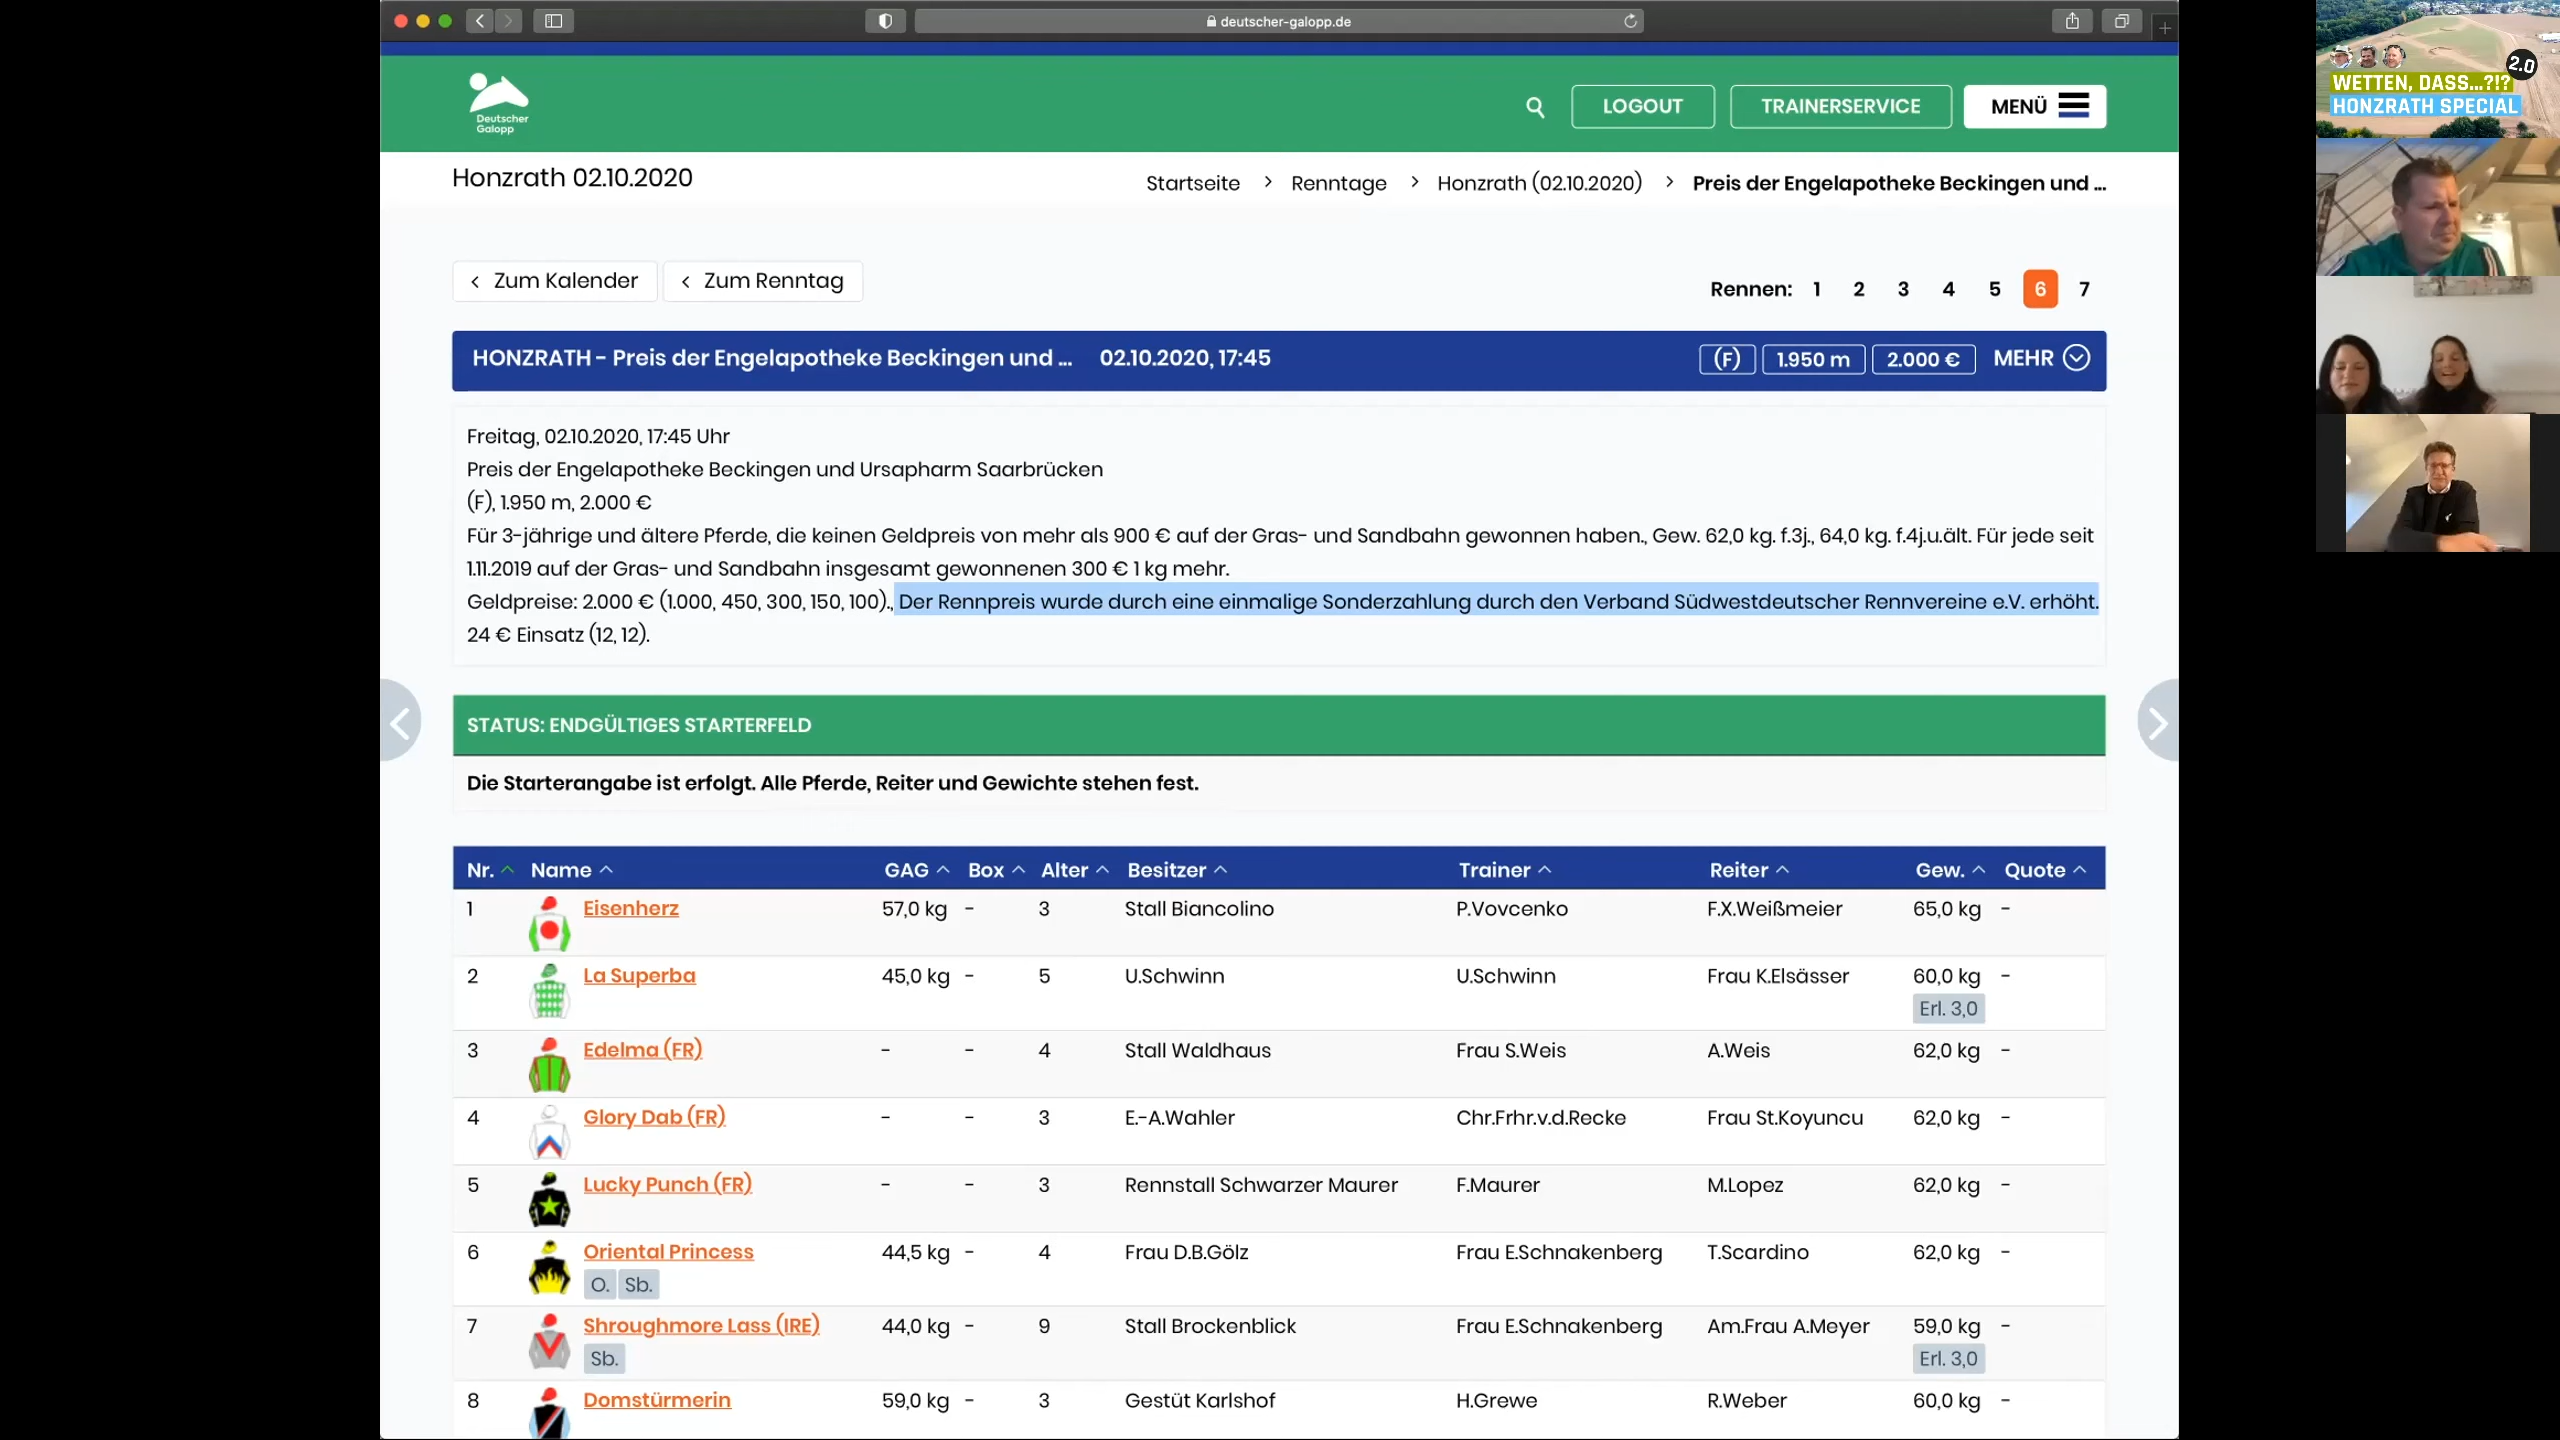 deutscher-galopp.de
Deutscher
Galopp
LOGOUT
TRAINERSERVICE
MENÜ
Honzrath 02.10.2020
Startseite > Renntage > Honzrath (02.10.2020) > Preis der Engelapotheke Beckingen und ...
Zum Kalender
Zum Renntag
Rennen: 1 2 3 4 5 6 7
HONZRATH - Preis der Engelapotheke Beckingen und ... 02.10.2020, 17:45 (F) 1.950 m 2.000 € MEHR
Freitag, 02.10.2020, 17:45 Uhr
Preis der Engelapotheke Beckingen und Ursapharm Saarbrücken
(F), 1.950 m, 2.000 €
Für 3-jährige und ältere Pferde, die keinen Geldpreis von mehr als 900 € auf der Gras- und Sandbahn gewonnen haben., Gew. 62,0 kg. f.3j., 64,0 kg. f.4j.u.ält. Für jede seit
1.11.2019 auf der Gras- und Sandbahn insgesamt gewonnenen 300 € 1 kg mehr.
Geldpreise: 2.000 € (1.000, 450, 300, 150, 100)., Der Rennpreis wurde durch eine einmalige Sonderzahlung durch den Verband Südwestdeutscher Rennvereine e.V. erhöht.
24 € Einsatz (12, 12).
STATUS: ENDGÜLTIGES STARTERFELD
Die Starterangabe ist erfolgt. Alle Pferde, Reiter und Gewichte stehen fest.
Nr. Name GAG Box Alter Besitzer Trainer Reiter Gew. Quote
1 Eisenherz 57,0 kg - 3 Stall Biancolino P.Vovcenko F.X.Weißmeier 65,0 kg -
2 La Superba 45,0 kg - 5 U.Schwinn U.Schwinn Frau K.Elsässer 60,0 kg -
Erl. 3,0
3 Edelma (FR) - - 4 Stall Waldhaus Frau S.Weis A.Weis 62,0 kg -
4 Glory Dab (FR) - - 3 E.-A.Wahler Chr.Frhr.v.d.Recke Frau St.Koyuncu 62,0 kg -
5 Lucky Punch (FR) - - 3 Rennstall Schwarzer Maurer F.Maurer M.Lopez 62,0 kg -
6 Oriental Princess 44,5 kg - 4 Frau D.B.Gölz Frau E.Schnakenberg T.Scardino 62,0 kg -
O. Sb.
7 Shroughmore Lass (IRE) 44,0 kg - 9 Stall Brockenblick Frau E.Schnakenberg Am.Frau A.Meyer 59,0 kg -
Sb. Erl. 3,0
8 Domstürmerin 59,0 kg - 3 Gestüt Karlshof H.Grewe R.Weber 60,0 kg -
2.0
WETTEN, DASS...?!?
HONZRATH SPECIAL